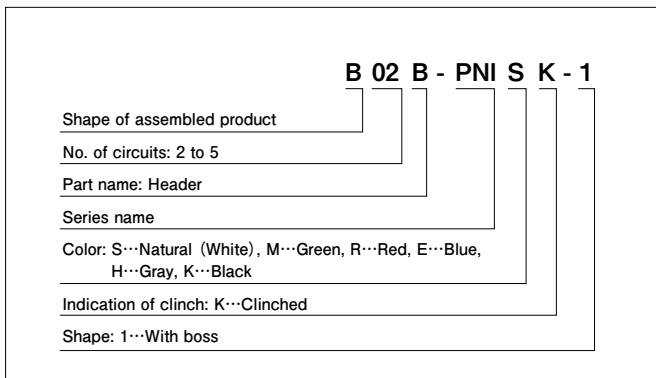 B 02 B - PNI S K - 1
Shape of assembled product
No. of circuits: 2 to 5
Part name: Header
Series name
Color: S…Natural (White), M…Green, R…Red, E…Blue,
H…Gray, K…Black
Indication of clinch: K…Clinched
Shape: 1…With boss